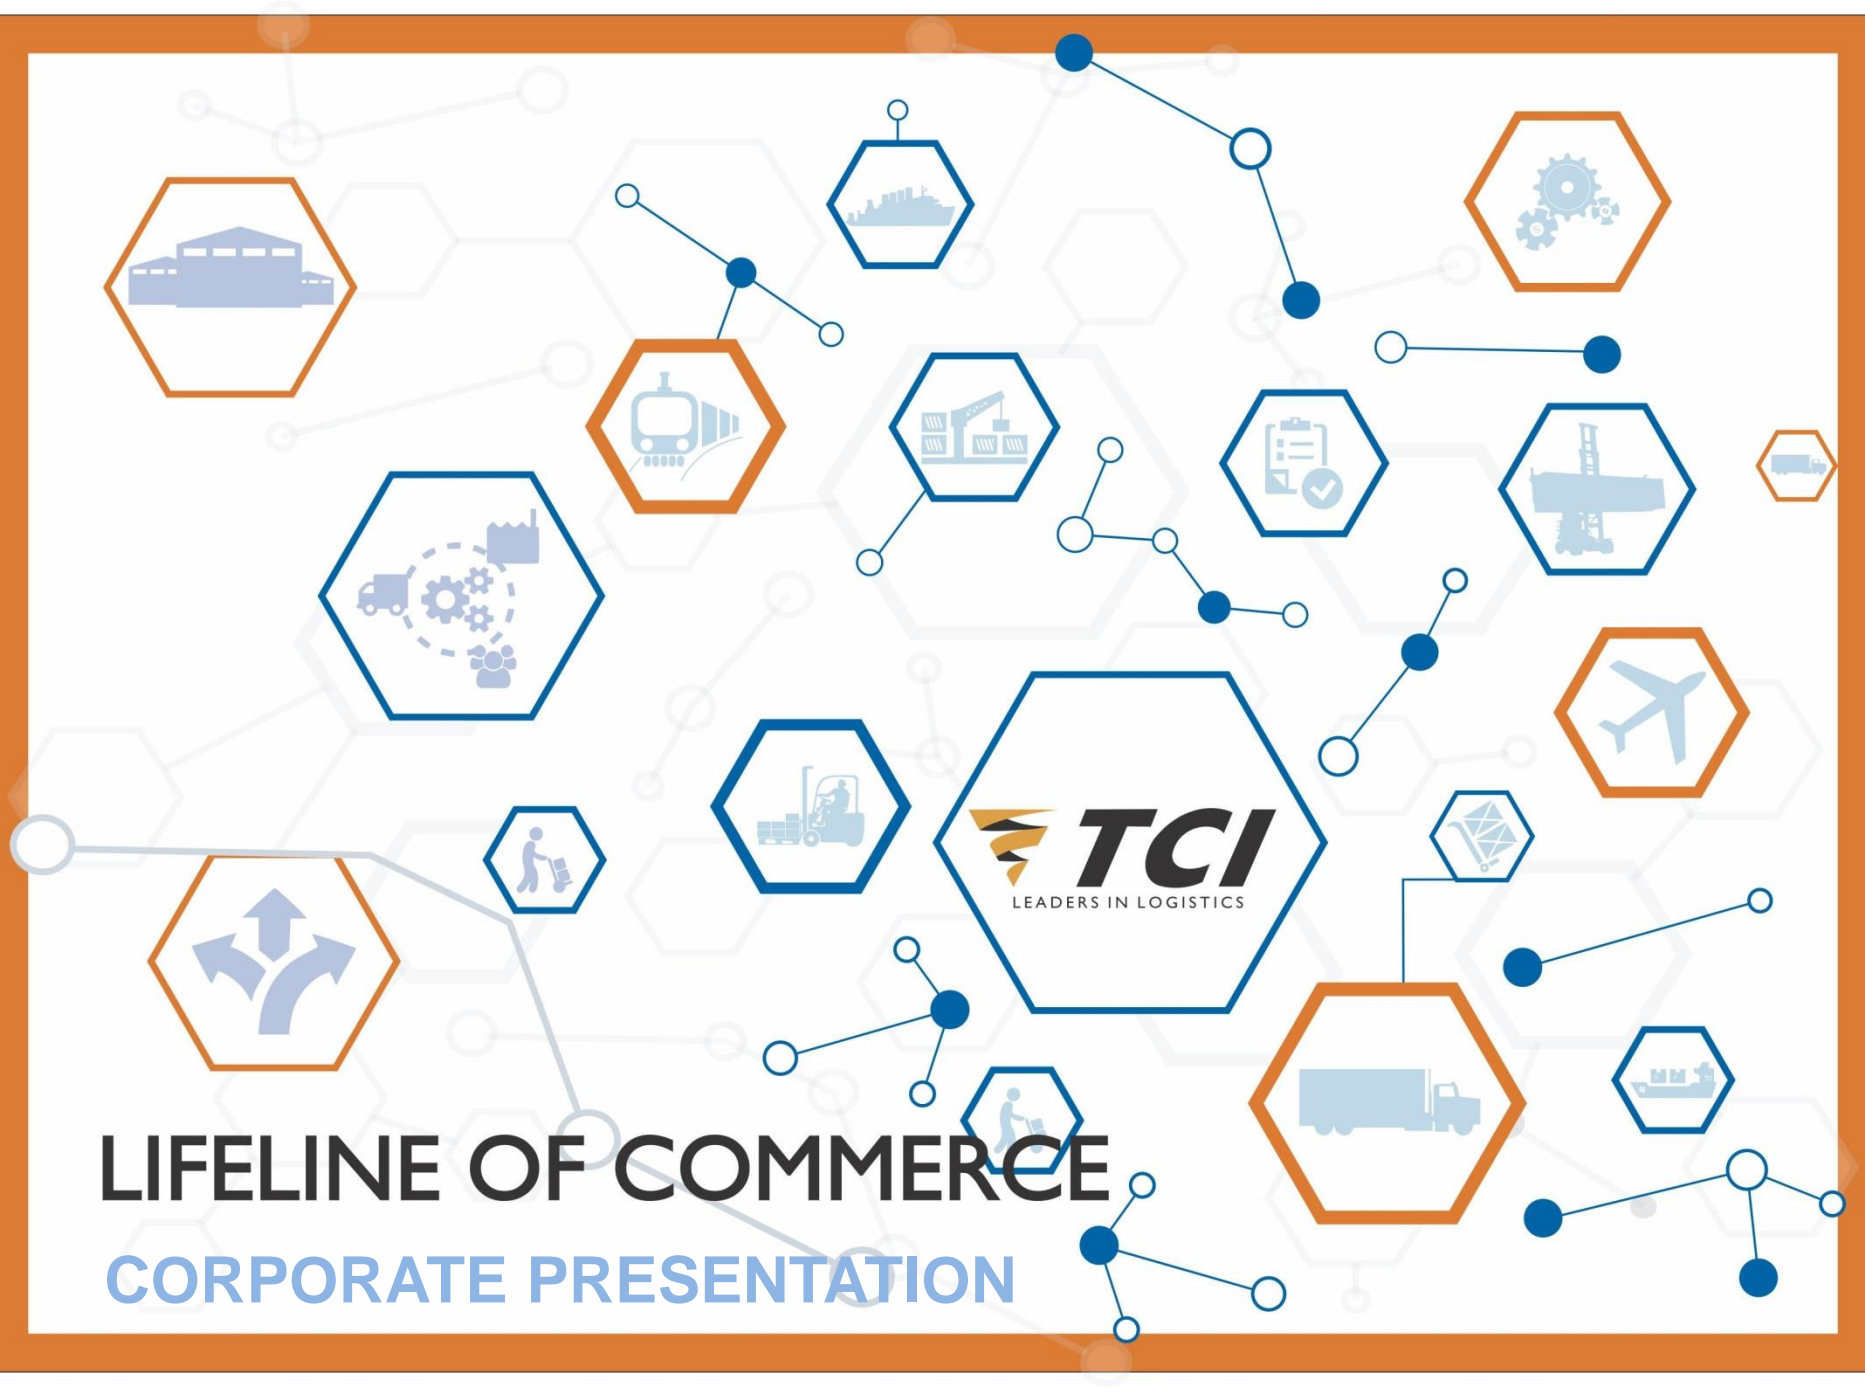 TCI
LEADERS IN LOGISTICS
LIFELINE OF COMMERCE
CORPORATE PRESENTATION